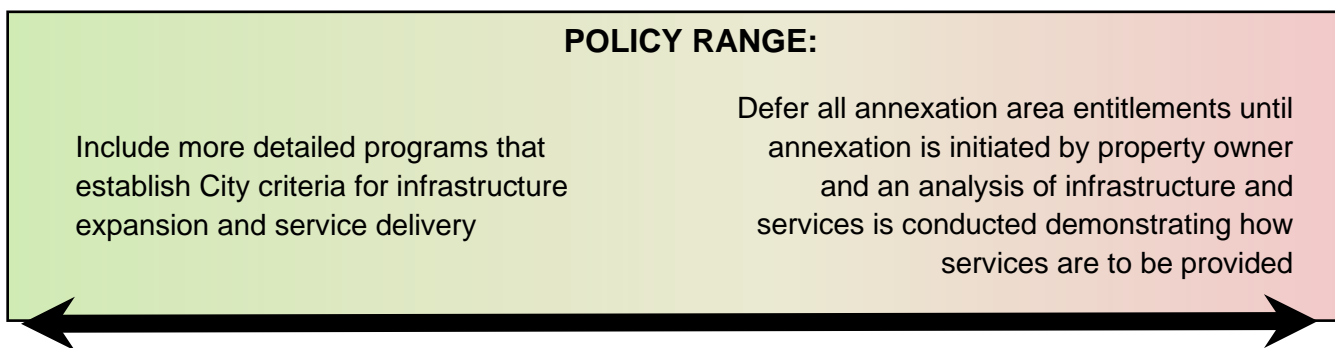 POLICY RANGE:
Include more detailed programs that
establish City criteria for infrastructure
expansion and service delivery
Defer all annexation area entitlements until
annexation is initiated by property owner
and an analysis of infrastructure and
services is conducted demonstrating how
services are to be provided